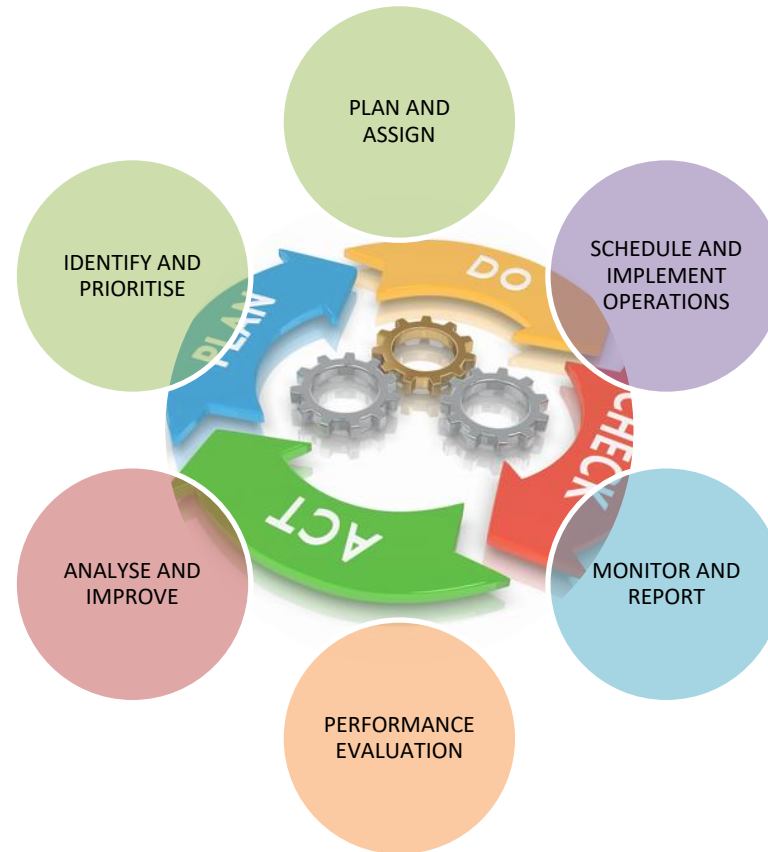 PLAN AND
ASSIGN
IDENTIFY AND
PRIORITISE
SCHEDULE AND
IMPLEMENT
OPERATIONS
PLAN
DO
CHECK
ACT
ANALYSE AND
IMPROVE
MONITOR AND
REPORT
PERFORMANCE
EVALUATION